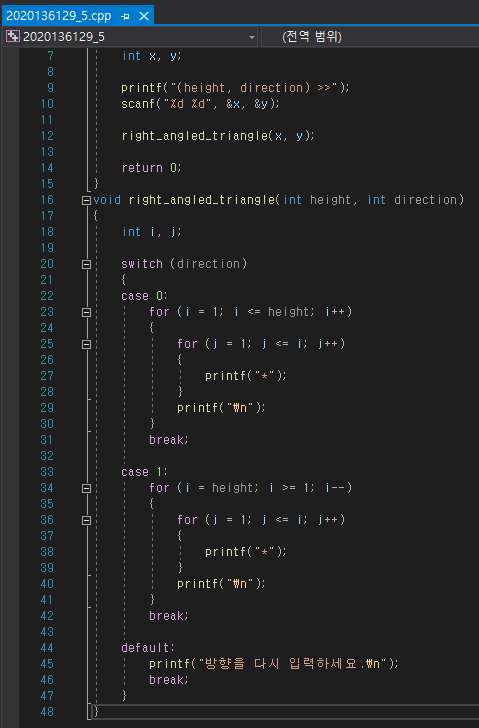 2020136129_5.cpp
2020136129_5 (전역 범위)
7 int x, y;
8
9 printf("(height, direction) >>");
10 scanf("%d %d", &x, &y);
11
12 right_angled_triangle(x, y);
13
14 return 0;
15 }
16 void right_angled_triangle(int height, int direction)
17 {
18 int i, j;
19
20 switch (direction)
21 {
22 case 0:
23 for (i = 1; i <= height; i++)
24 {
25 for (j = 1; j <= i; j++)
26 {
27 printf("*");
28 }
29 printf("₩n");
30 }
31 break;
32
33 case 1:
34 for (i = height; i >= 1; i--)
35 {
36 for (j = 1; j <= i; j++)
37 {
38 printf("*");
39 }
40 printf("₩n");
41 }
42 break;
43
44 default:
45 printf("방향을 다시 입력하세요.₩n");
46 break;
47 }
48 }